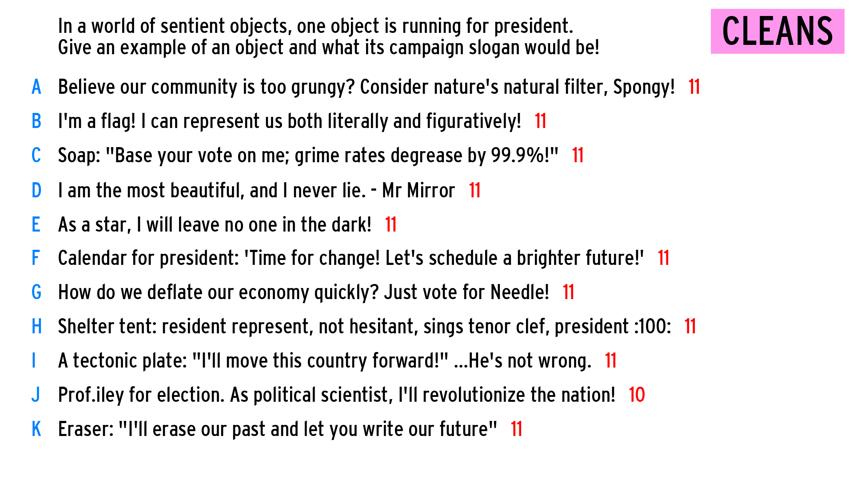 In a world of sentient objects, one object is running for president.
Give an example of an object and what its campaign slogan would be!
CLEANS
A Believe our community is too grungy? Consider nature's natural filter, Spongy! 11
B I'm a flag! I can represent us both literally and figuratively! 11
C Soap: "Base your vote on me; grime rates degrease by 99.9%!" 11
D I am the most beautiful, and I never lie. - Mr Mirror 11
E As a star, I will leave no one in the dark! 11
F Calendar for president: 'Time for change! Let's schedule a brighter future!' 11
G How do we deflate our economy quickly? Just vote for Needle! 11
H Shelter tent: resident represent, not hesitant, sings tenor clef, president :100: 11
I A tectonic plate: "I'll move this country forward!" ...He's not wrong. 11
J Prof.iley for election. As political scientist, I'll revolutionize the nation! 10
K Eraser: "I'll erase our past and let you write our future" 11